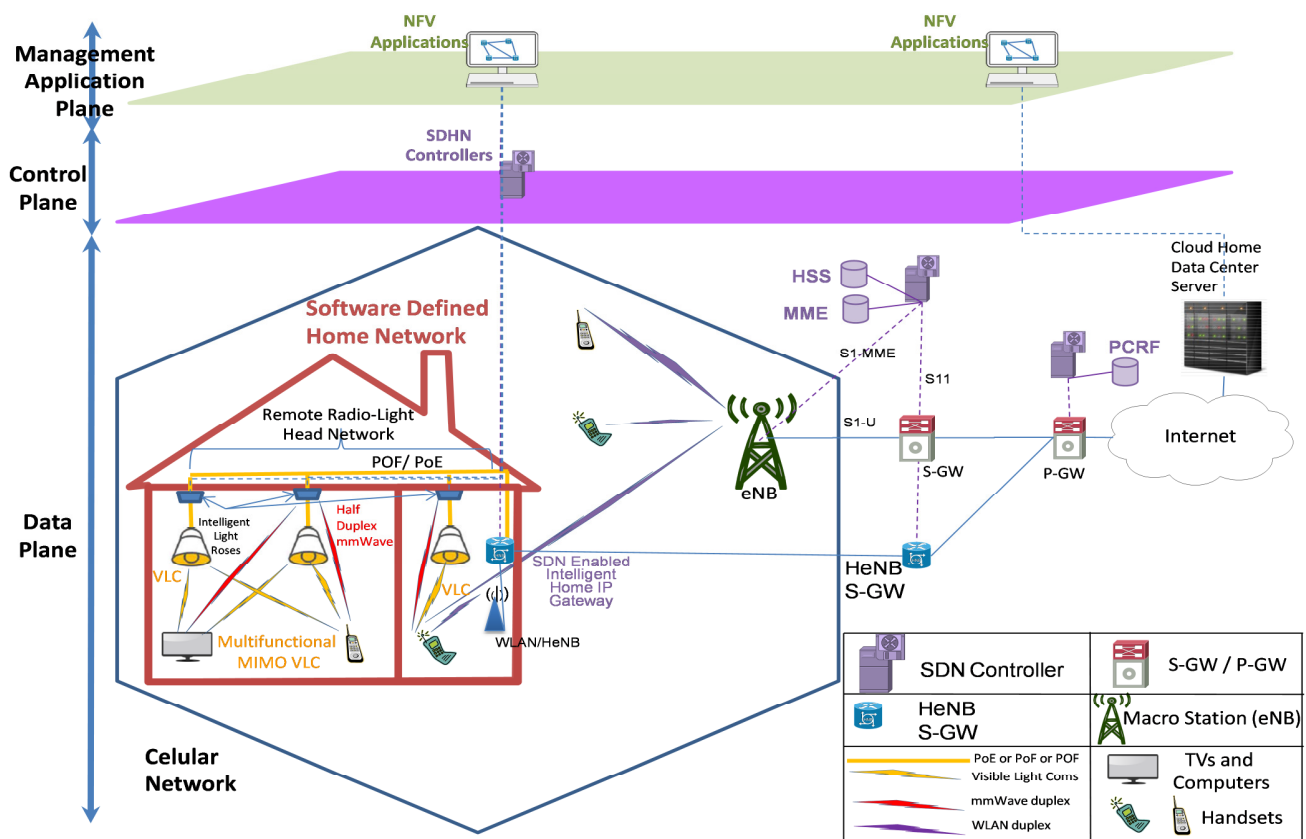 NFV
Applications
NFV
Applications
Management
Application
Plane
SDHN
Controllers
Control
Plane
Cloud Home
Data Center
Server
HSS
MME
Software Defined
Home Network
S1-MME
S11
PCRF
Remote Radio-Light
Head Network
S1-U
Internet
POF/ PoE
S-GW
P-GW
eNB
Data
Plane
Intelligent
Light
Roses
Half
Duplex
mmWave
VLC
VLC
SDN Enabled
Intelligent
Home IP
Gateway
HeNB
S-GW
WLAN/HeNB
Multifunctional
MIMO VLC
Celular
Network
SDN Controller
S-GW / P-GW
HeNB
S-GW
Macro Station (eNB)
PoE or PoF or POF
Visible Light Coms
mmWave duplex
WLAN duplex
TVs and
Computers
Handsets